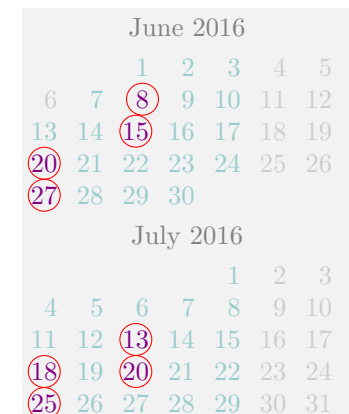 June 2016
1 2 3 4 5
6 7 8 9 10 11 12
13 14 15 16 17 18 19
20 21 22 23 24 25 26
27 28 29 30
July 2016
1 2 3
4 5 6 7 8 9 10
11 12 13 14 15 16 17
18 19 20 21 22 23 24
25 26 27 28 29 30 31